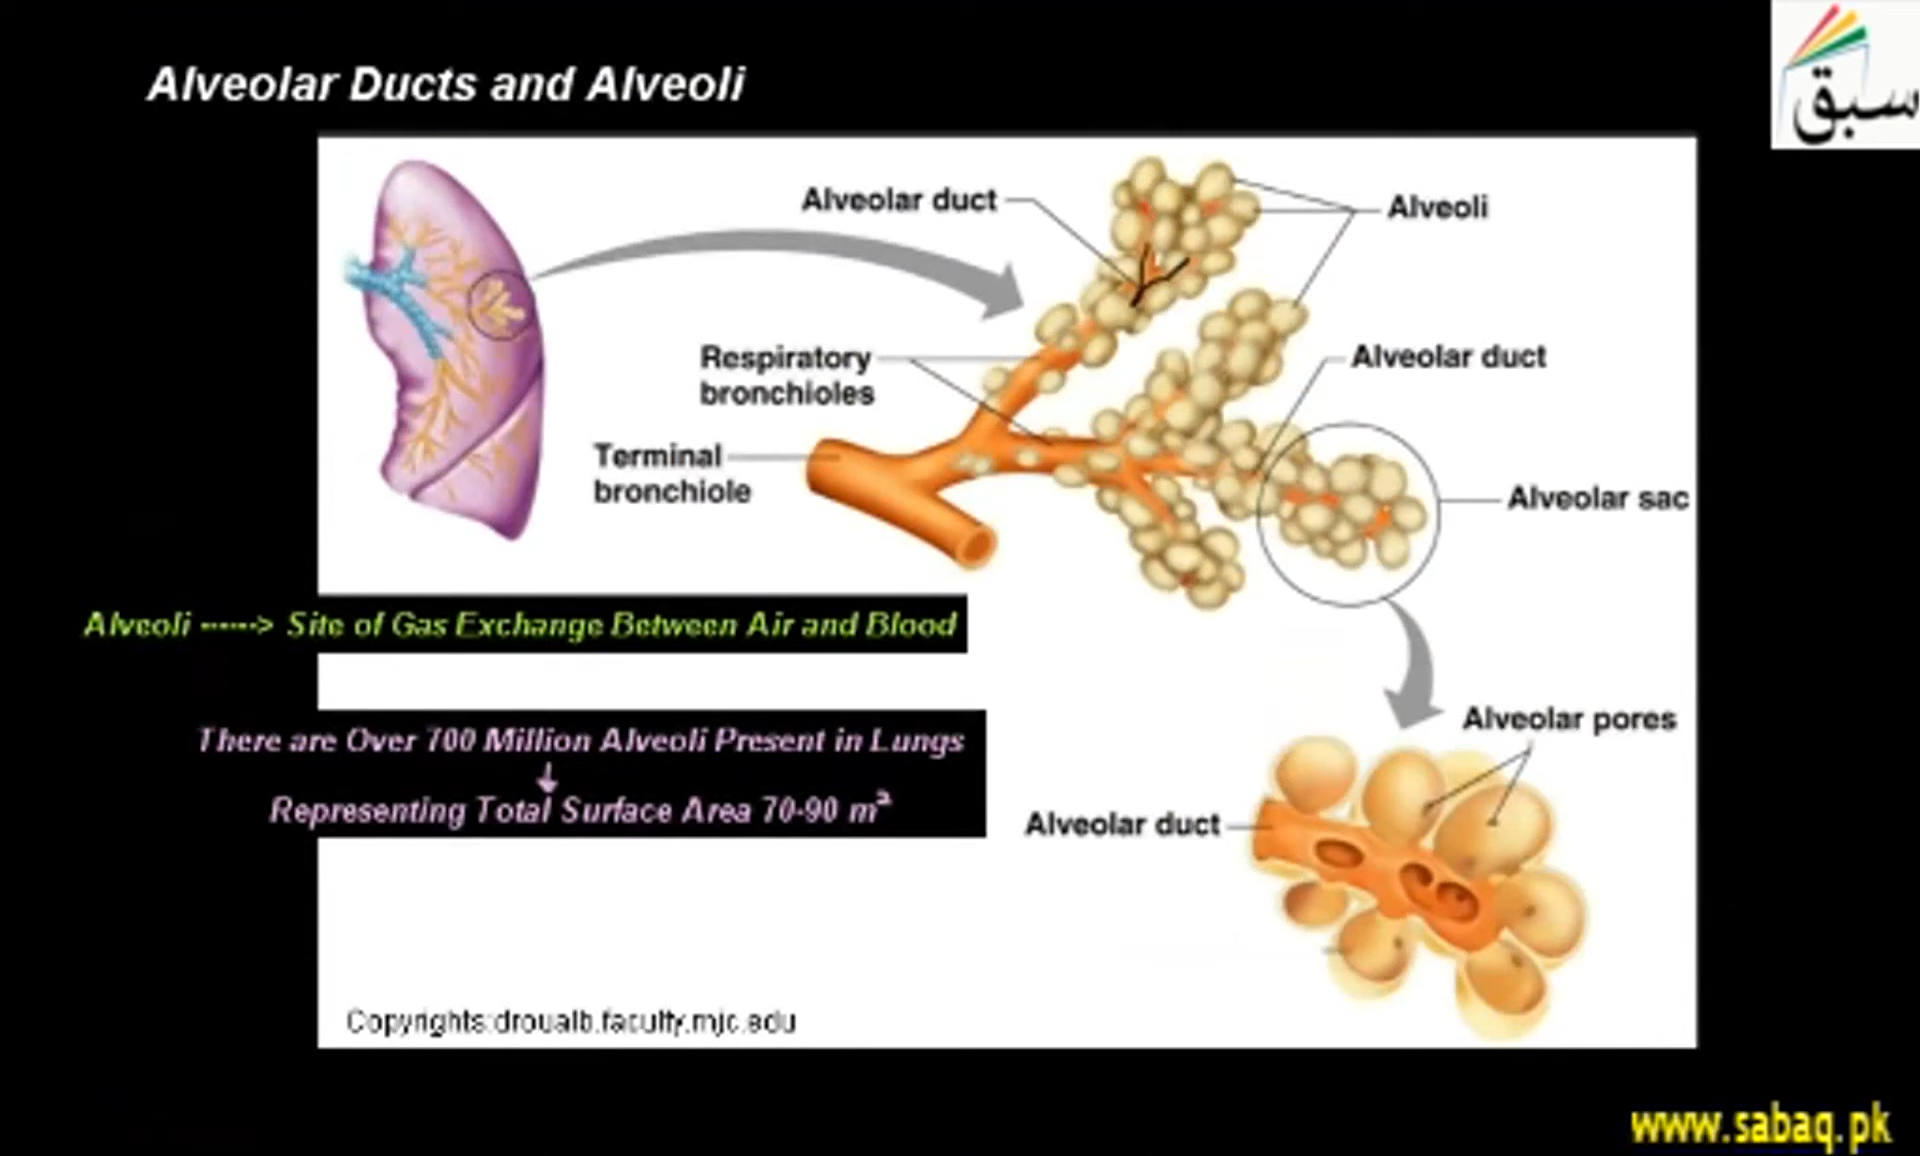 Alveolar Ducts and Alveoli
سبق
Alveolar duct
Alveoli
Respiratory
bronchioles
Alveolar duct
Terminal
bronchiole
Alveolar sac
Alveoli ------> Site of Gas Exchange Between Air and Blood
There are Over 700 Million Alveoli Present in Lungs
↓
Representing Total Surface Area 70-90 m²
Alveolar pores
Alveolar duct
Copyrights:droualb.faculty.mjc.edu
www.sabaq.pk